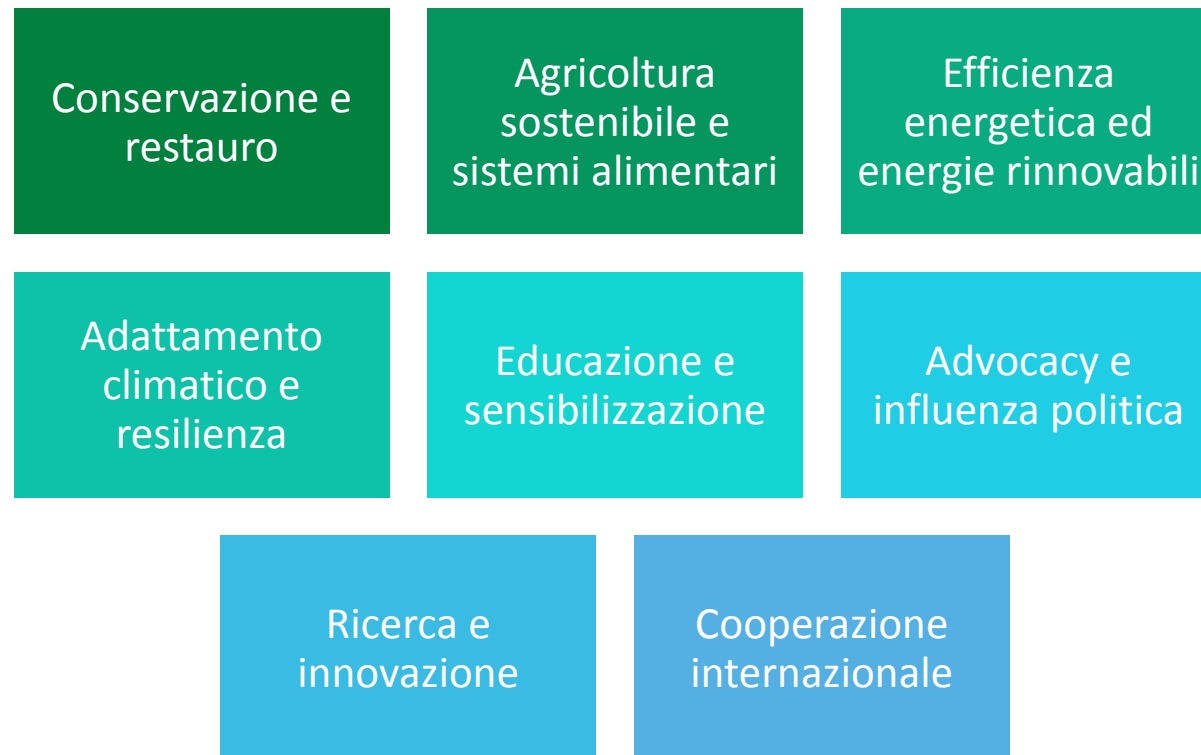 Conservazione e
restauro
Agricoltura
sostenibile e
sistemi alimentari
Efficienza
energetica ed
energie rinnovabili
Adattamento
climatico e
resilienza
Educazione e
sensibilizzazione
Advocacy e
influenza politica
Ricerca e
innovazione
Cooperazione
internazionale